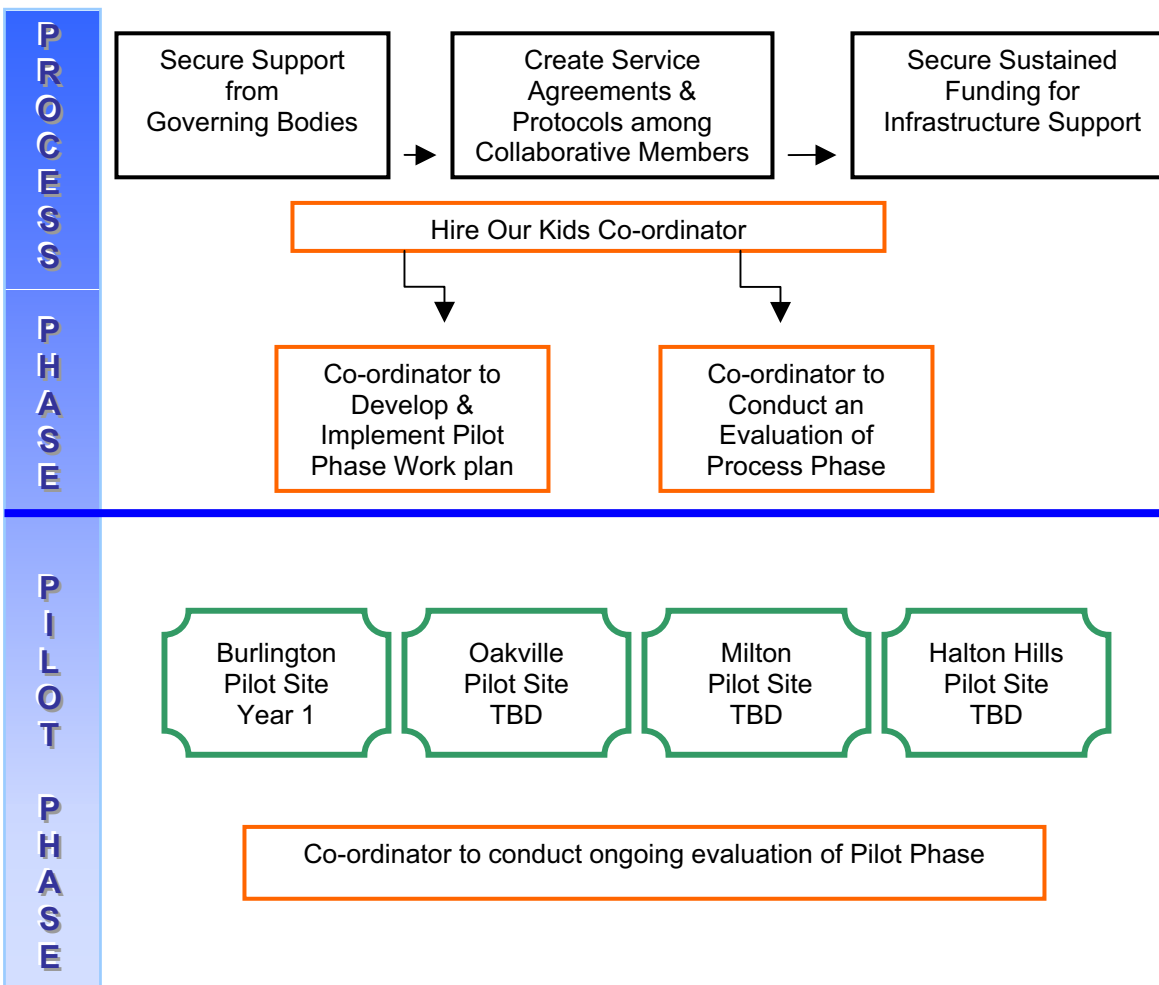 PROCESS
PHASE
Secure Support
from
Governing Bodies
Create Service
Agreements &
Protocols among
Collaborative Members
Secure Sustained
Funding for
Infrastructure Support
Hire Our Kids Co-ordinator
Co-ordinator to
Develop &
Implement Pilot
Phase Work plan
Co-ordinator to
Conduct an
Evaluation of
Process Phase
PILOT
PHASE
Burlington
Pilot Site
Year 1
Oakville
Pilot Site
TBD
Milton
Pilot Site
TBD
Halton Hills
Pilot Site
TBD
Co-ordinator to conduct ongoing evaluation of Pilot Phase